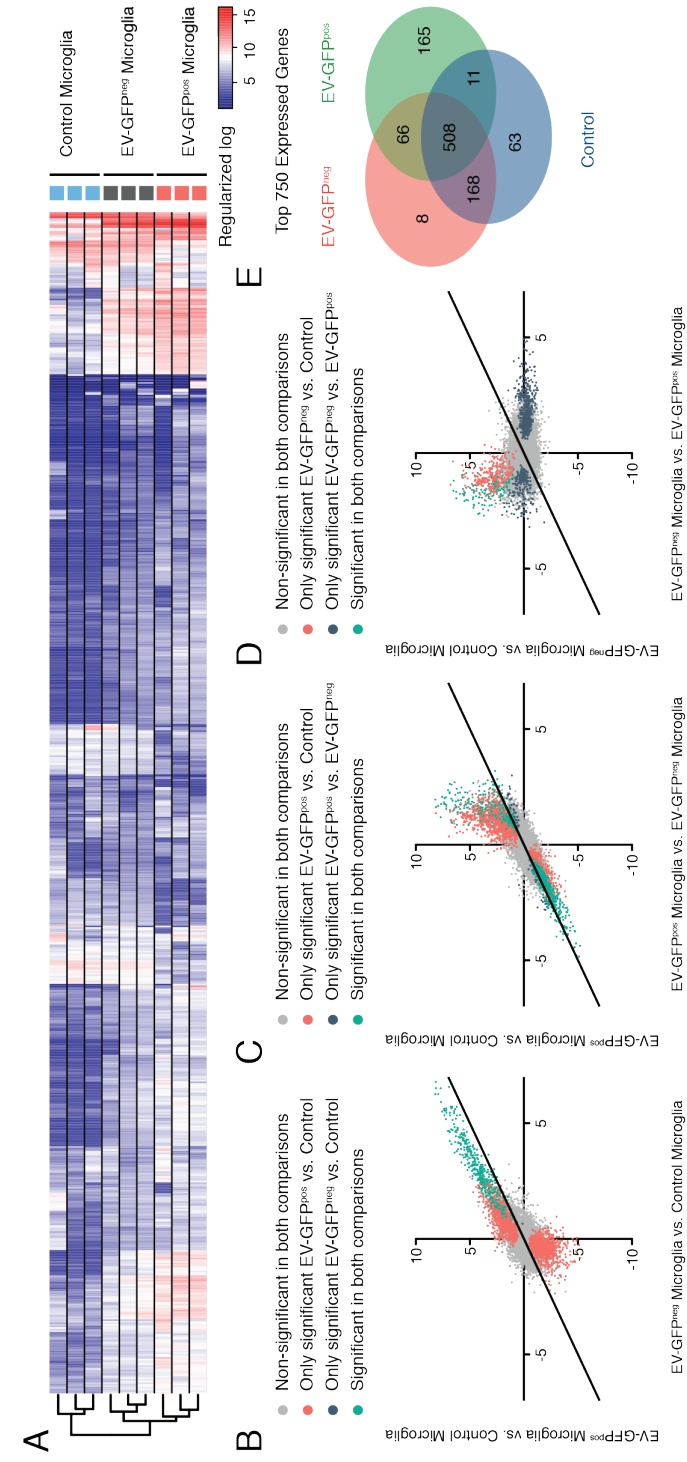 A
Control Microglia
EV-GFPneg Microglia
EV-GFPpos Microglia
Regularized log
5 10 15
B
Non-significant in both comparisons
Only significant EV-GFPpos vs. Control
Only significant EV-GFPneg vs. Control
Significant in both comparisons
EV-GFPpos Microglia vs. Control Microglia
10
5
-5
-10
-5
5
EV-GFPneg Microglia vs. Control Microglia
C
Non-significant in both comparisons
Only significant EV-GFPpos vs. Control
Only significant EV-GFPpos vs. EV-GFPneg
Significant in both comparisons
EV-GFPpos Microglia vs. Control Microglia
10
5
-5
-10
-5
5
EV-GFPpos Microglia vs. EV-GFPneg Microglia
D
Non-significant in both comparisons
Only significant EV-GFPneg vs. Control
Only significant EV-GFPneg vs. EV-GFPpos
Significant in both comparisons
EV-GFPneg Microglia vs. Control Microglia
10
5
-5
-10
-5
5
EV-GFPneg Microglia vs. EV-GFPpos Microglia
E
Top 750 Expressed Genes
EV-GFPneg
EV-GFPpos
8
66
165
508
168
11
63
Control